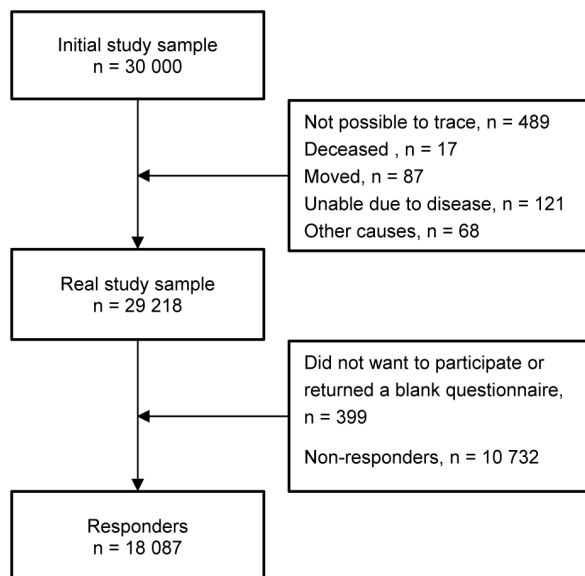 Initial study sample
n = 30 000
Not possible to trace, n = 489
Deceased , n = 17
Moved, n = 87
Unable due to disease, n = 121
Other causes, n = 68
Real study sample
n = 29 218
Did not want to participate or
returned a blank questionnaire,
n = 399
Non-responders, n = 10 732
Responders
n = 18 087